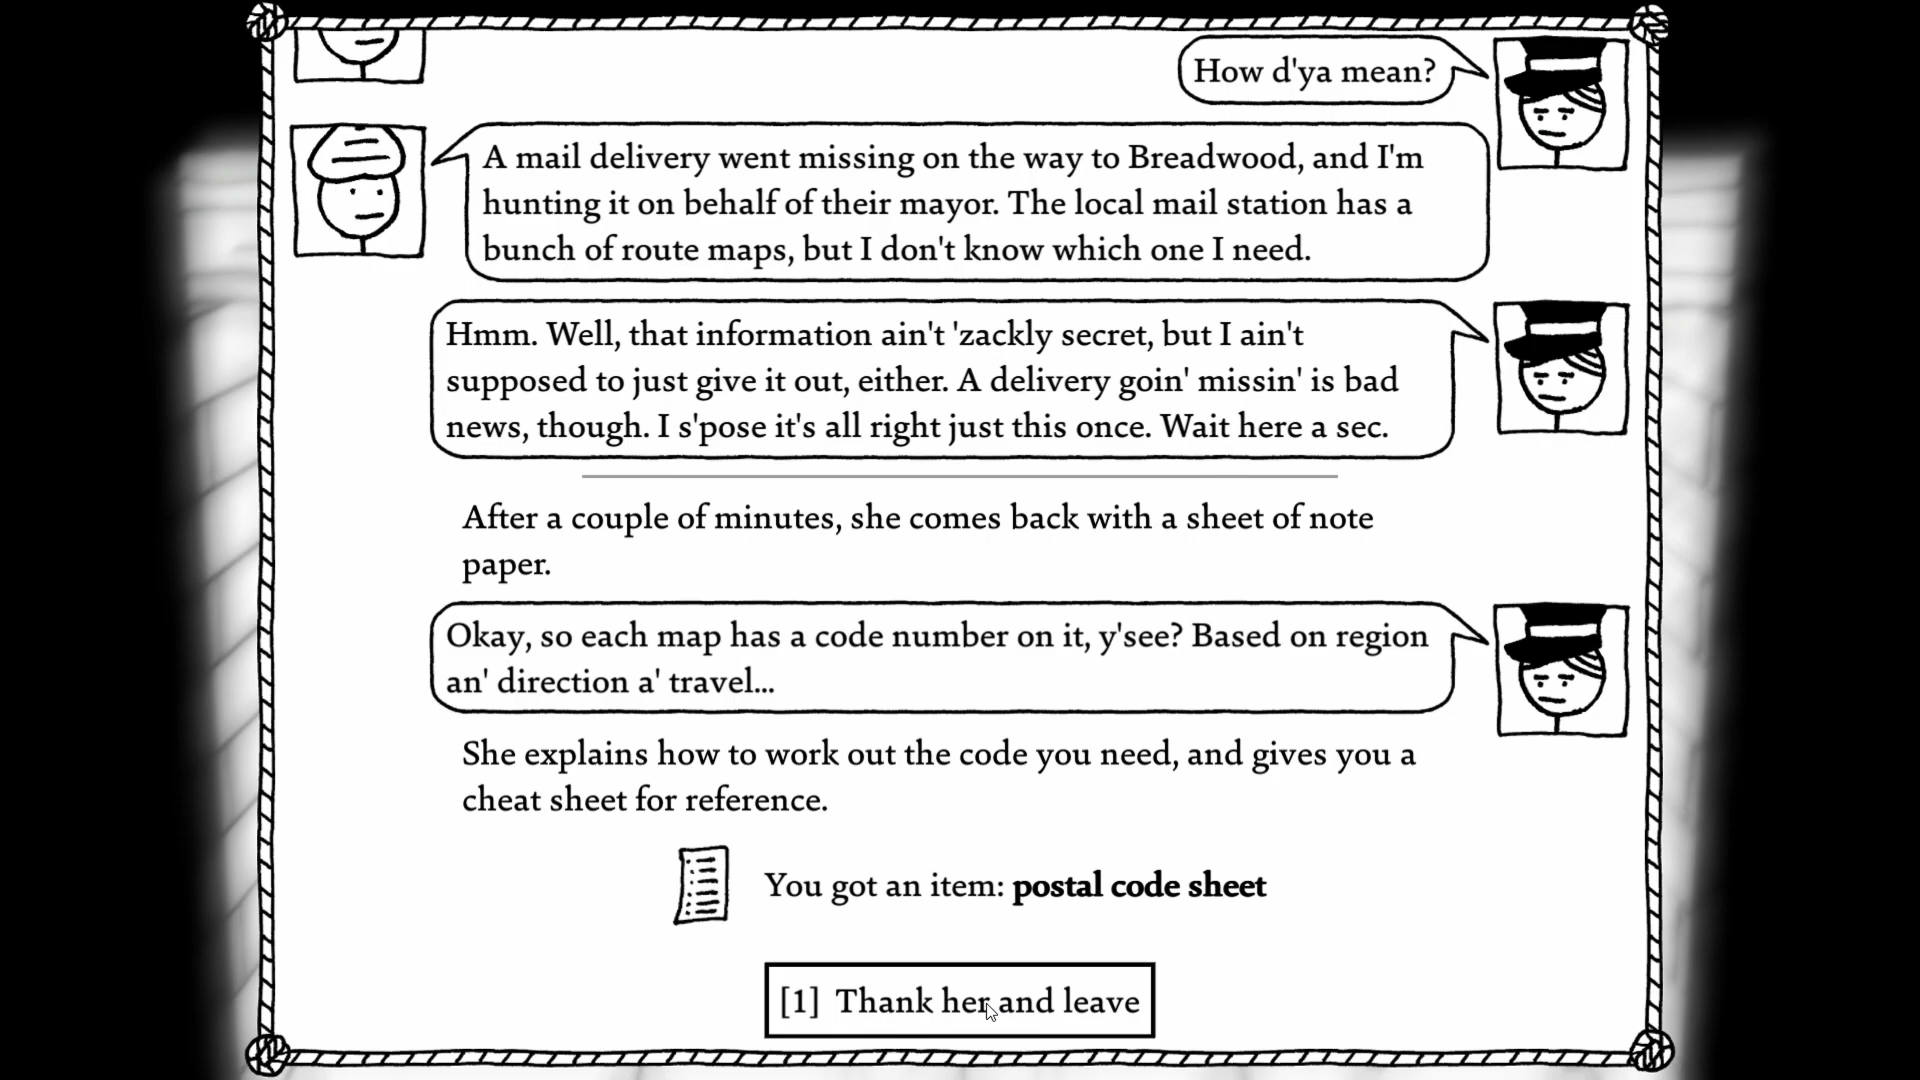 How d'ya mean?
A mail delivery went missing on the way to Breadwood, and I'm
hunting it on behalf of their mayor. The local mail station has a
bunch of route maps, but I don't know which one I need.
Hmm. Well, that information ain't 'zackly secret, but I ain't
supposed to just give it out, either. A delivery goin' missin' is bad
news, though. I s'pose it's all right just this once. Wait here a sec.
After a couple of minutes, she comes back with a sheet of note
paper.
Okay, so each map has a code number on it, y'see? Based on region
an' direction a' travel...
She explains how to work out the code you need, and gives you a
cheat sheet for reference.
You got an item: postal code sheet
[1] Thank her and leave